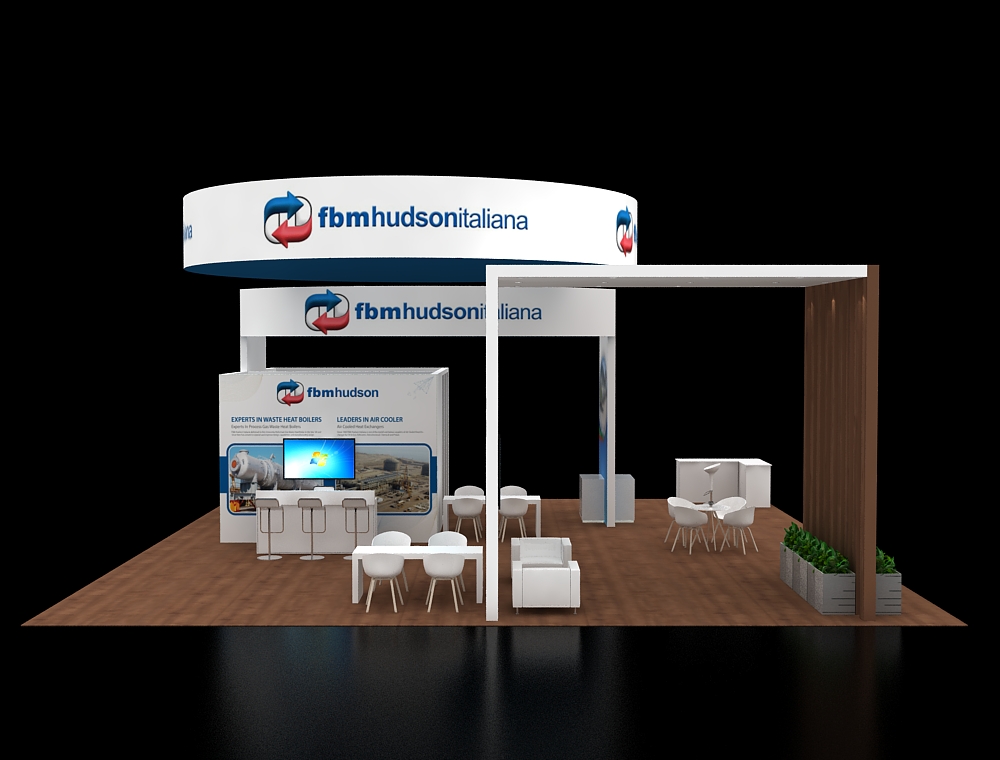 fbmhudsonitaliana
fbmhudsonitaliana
fbmhudson
EXPERTS IN WASTE HEAT BOILERS
Experts in Process Gas Waste Heat Boilers
LEADERS IN AIR COOLER
Air Cooled Heat Exchangers